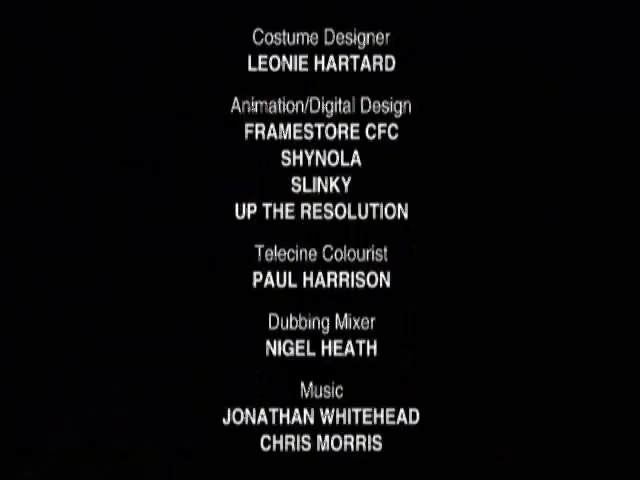 Costume Designer
LEONIE HARTARD
Animation/Digital Design
FRAMESTORE CFC
SHYNOLA
SLINKY
UP THE RESOLUTION
Telecine Colourist
PAUL HARRISON
Dubbing Mixer
NIGEL HEATH
Music
JONATHAN WHITEHEAD
CHRIS MORRIS